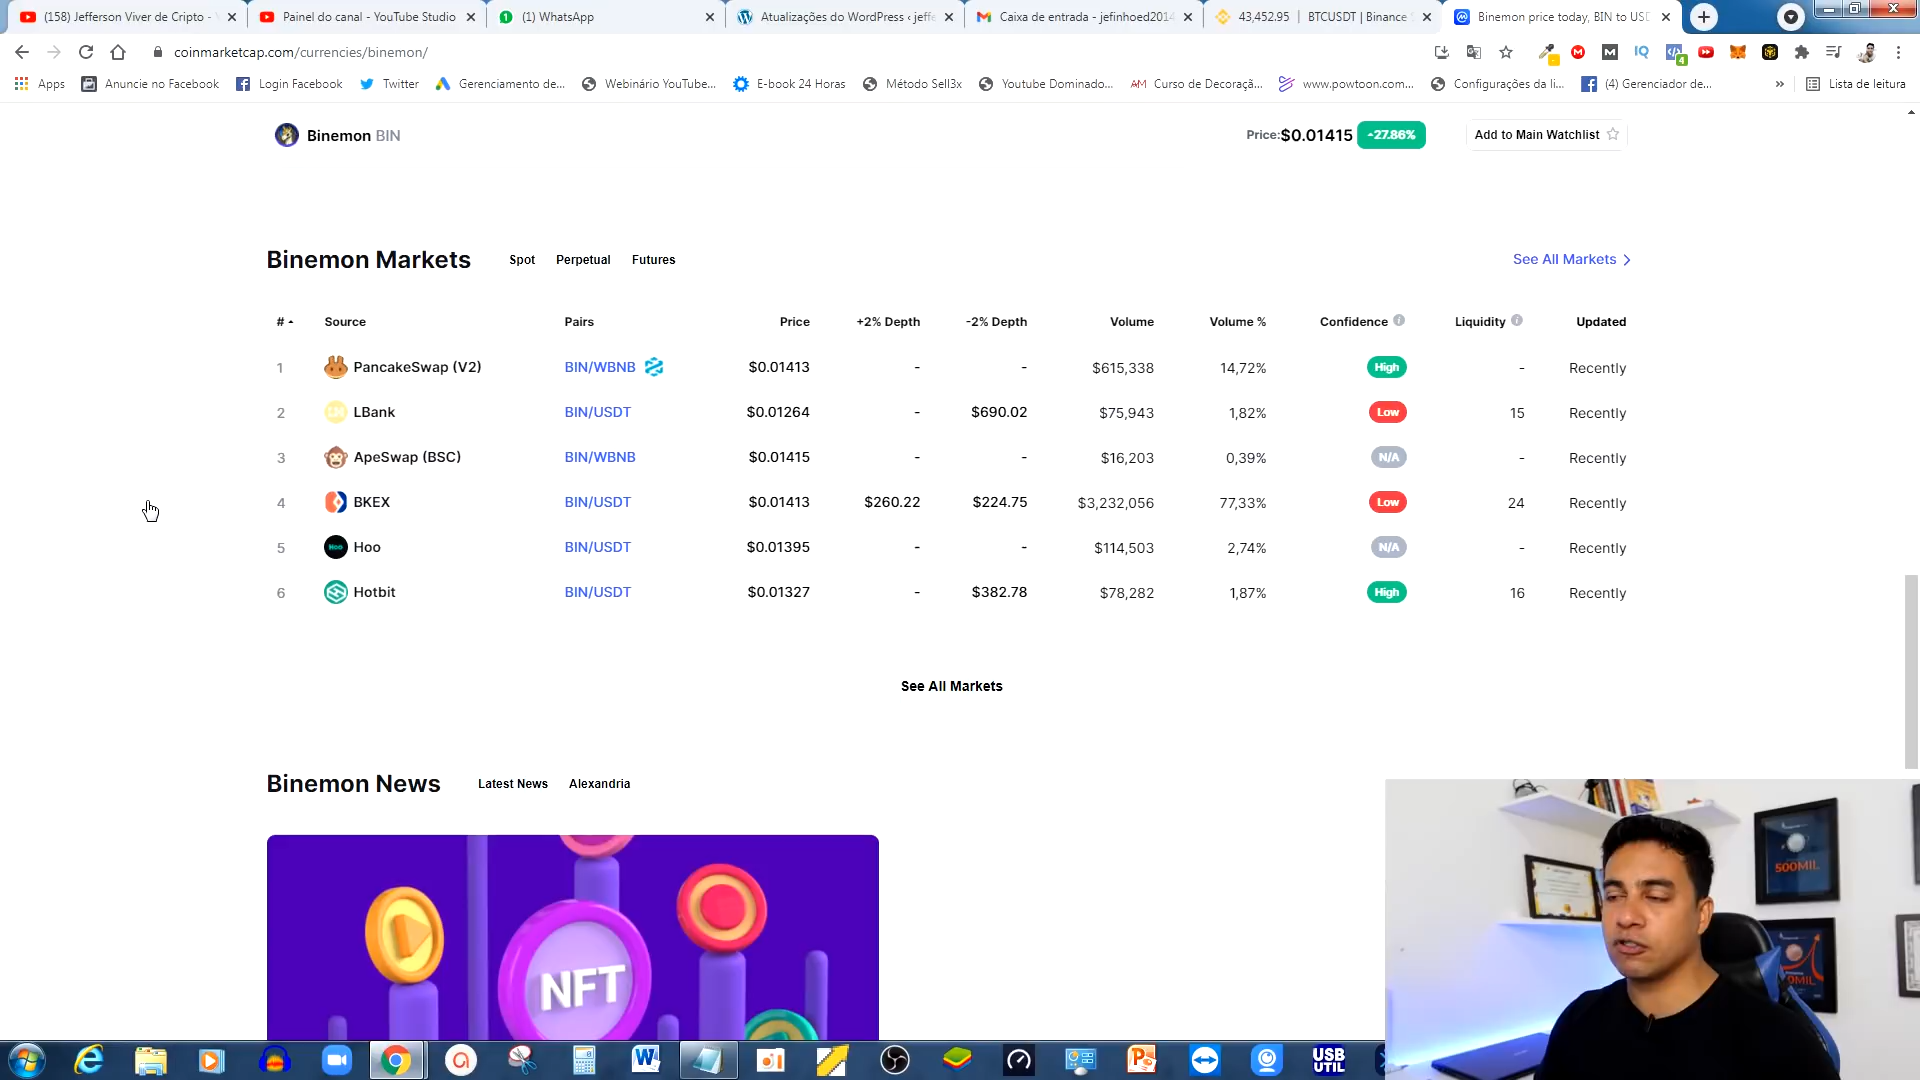 (158) Jefferson Viver de Cripto - Y
Painel do canal - YouTube Studio
(1) WhatsApp
Atualizações do WordPress ‹ jeffe
Caixa de entrada - jefinhoed2014
43,452.95 | BTCUSDT | Binance
Binemon price today, BIN to USD
coinmarketcap.com/currencies/binemon/
Apps
Anuncie no Facebook
Login Facebook
Twitter
Gerenciamento de...
Webinário YouTube...
E-book 24 Horas
Método Sell3x
Youtube Dominado...
AM Curso de Decoração...
www.powtoon.com...
Configurações da li...
(4) Gerenciador de...
»
Lista de leitura
Binemon BIN
Price:$0.01415 27.86%
Add to Main Watchlist
Binemon Markets Spot Perpetual Futures See All Markets
# Source Pairs Price +2% Depth -2% Depth Volume Volume % Confidence Liquidity Updated
1 PancakeSwap (V2) BIN/WBNB $0.01413 - - $615,338 14,72% High - Recently
2 LBank BIN/USDT $0.01264 - $690.02 $75,943 1,82% Low 15 Recently
3 ApeSwap (BSC) BIN/WBNB $0.01415 - - $16,203 0,39% N/A - Recently
4 BKEX BIN/USDT $0.01413 $260.22 $224.75 $3,232,056 77,33% Low 24 Recently
5 Hoo BIN/USDT $0.01395 - - $114,503 2,74% N/A - Recently
6 Hotbit BIN/USDT $0.01327 - $382.78 $78,282 1,87% High 16 Recently
See All Markets
Binemon News Latest News Alexandria
NFT
500MIL
USB
UTIL